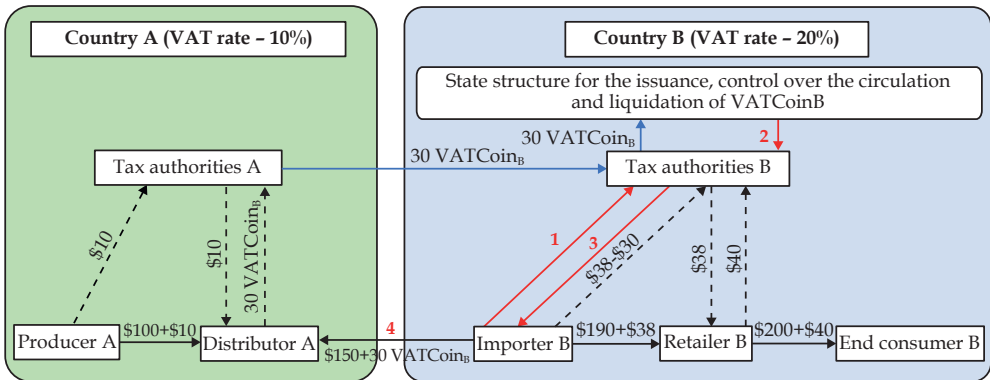 Country A (VAT rate – 10%)
Country B (VAT rate – 20%)
State structure for the issuance, control over the circulation
and liquidation of VATCoinB
30 VATCoinB
2
30 VATCoinB
Tax authorities A
Tax authorities B
$10
$10
30 VATCoinB
1
3
$38-$30
$38
$40
Producer A
$100+$10
Distributor A
4
$150+30 VATCoinB
Importer B
$190+$38
Retailer B
$200+$40
End consumer B